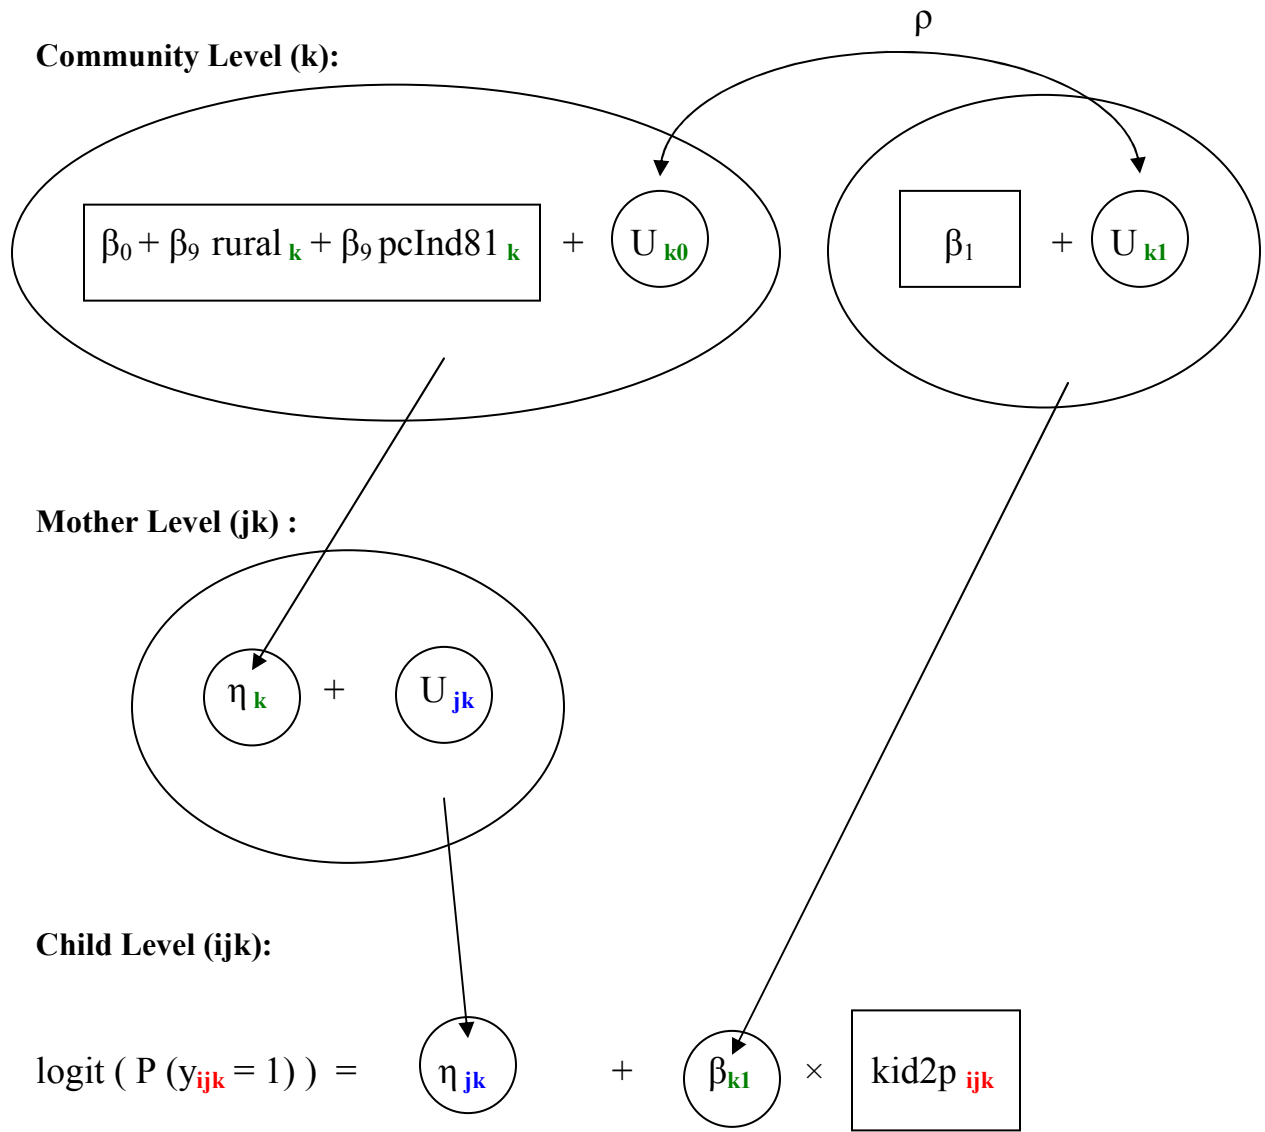 ρ
Community Level (k):
β₀ + β₉ rural k + β₉ pcInd81 k + U k0 β₁ + U k1
Mother Level (jk) :
η k + U jk
Child Level (ijk):
logit ( P (yijk = 1) ) = η jk + βk1 × kid2p ijk